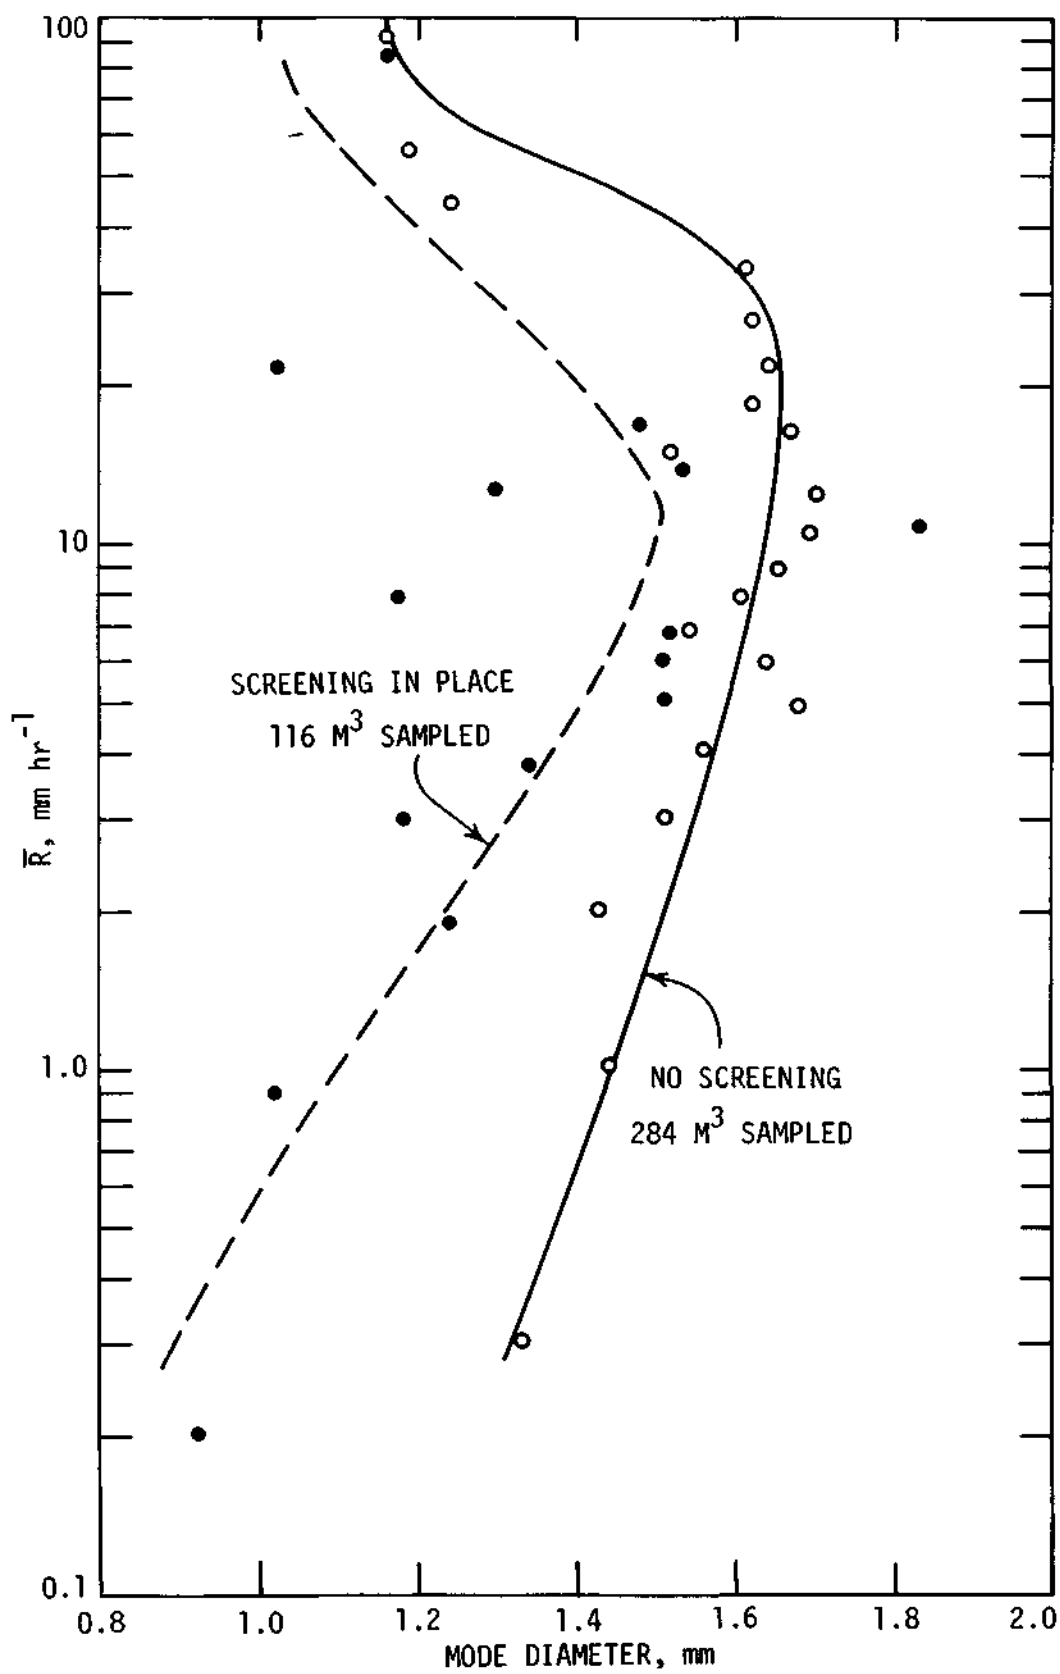 100
10
1.0
0.1
R̅, mm hr⁻¹
SCREENING IN PLACE
116 M³ SAMPLED
NO SCREENING
284 M³ SAMPLED
0.8 1.0 1.2 1.4 1.6 1.8 2.0
MODE DIAMETER, mm